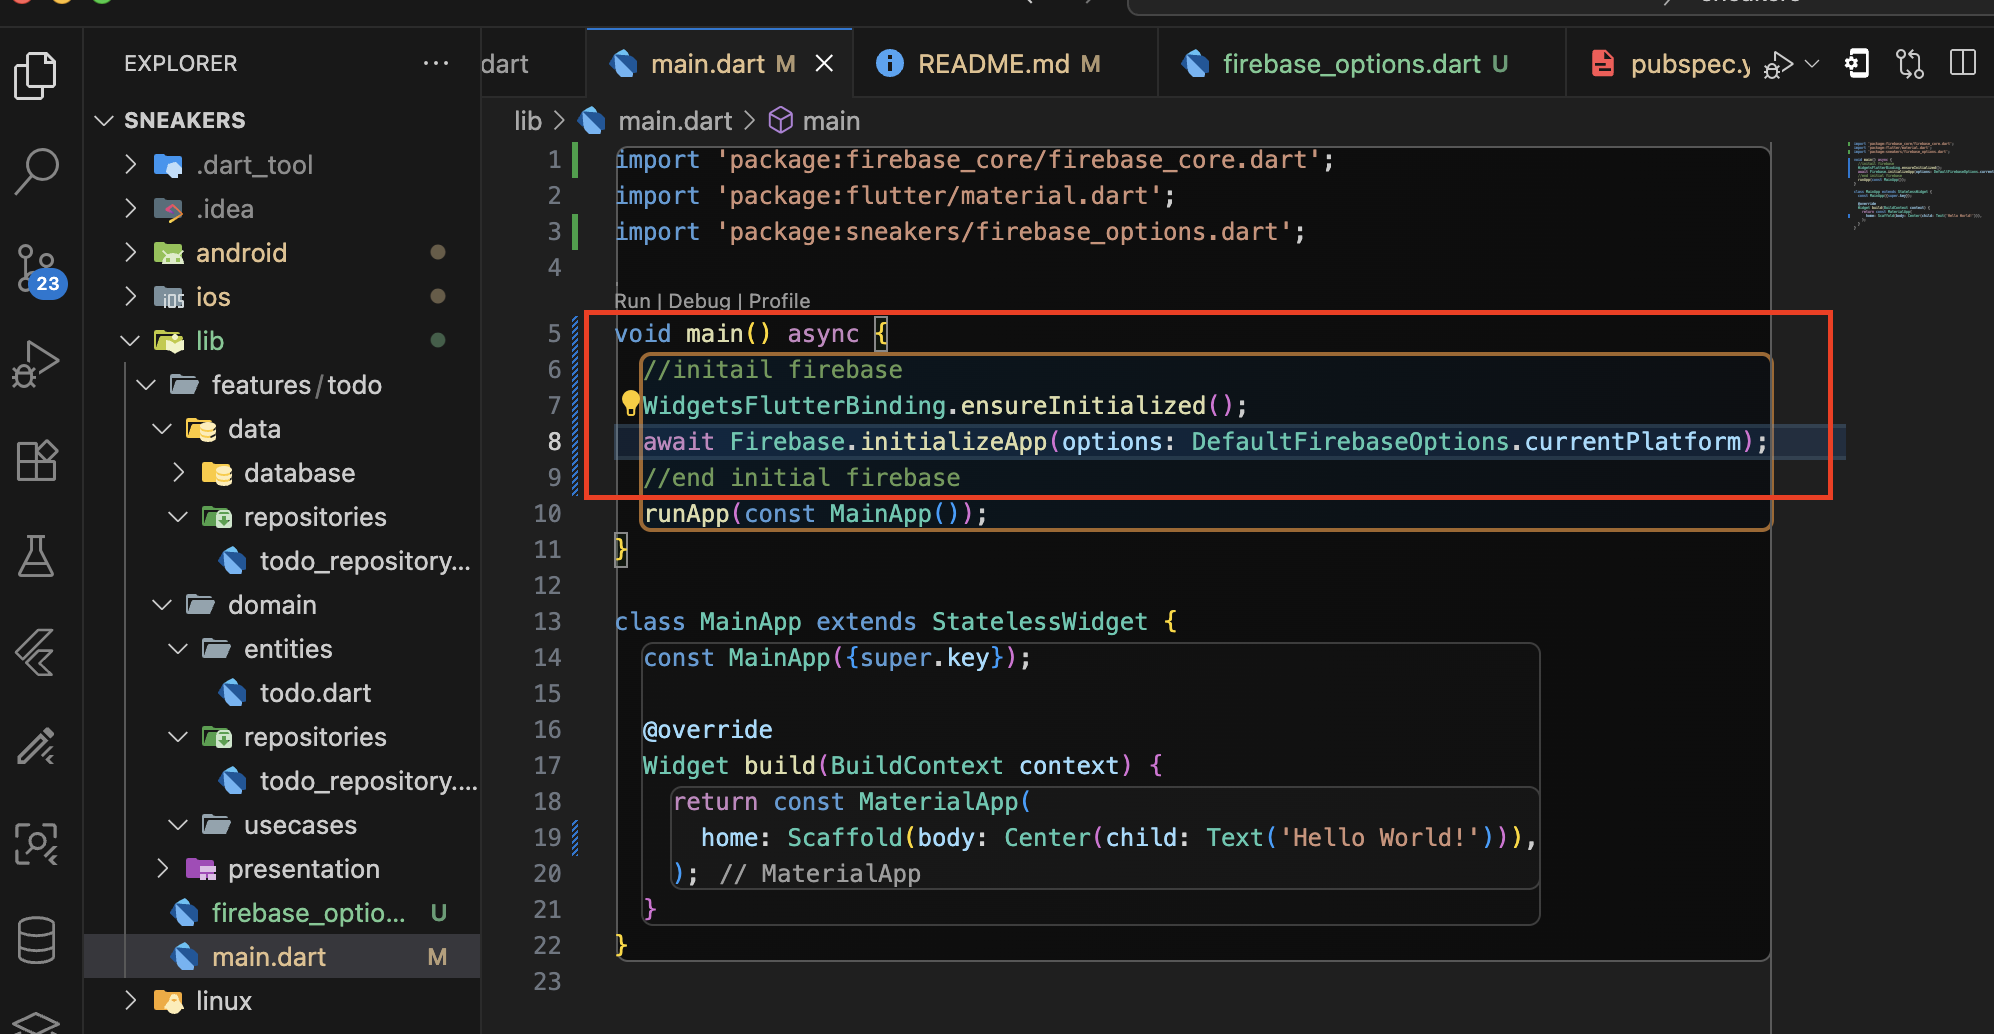 EXPLORER
SNEAKERS
.dart_tool
.idea
android
ios
lib
features/todo
data
database
repositories
todo_repository...
domain
entities
todo.dart
repositories
todo_repository....
usecases
presentation
firebase_optio... U
main.dart M
linux
23
dart
main.dart M
README.md M
firebase_options.dart U
pubspec.y
lib > main.dart > main
1 import 'package:firebase_core/firebase_core.dart';
2 import 'package:flutter/material.dart';
3 import 'package:sneakers/firebase_options.dart';
4
Run | Debug | Profile
5 void main() async {
6 //initail firebase
7 WidgetsFlutterBinding.ensureInitialized();
8 await Firebase.initializeApp(options: DefaultFirebaseOptions.currentPlatform);
9 //end initial firebase
10 runApp(const MainApp());
11 }
12
13 class MainApp extends StatelessWidget {
14 const MainApp({super.key});
15
16 @override
17 Widget build(BuildContext context) {
18 return const MaterialApp(
19 home: Scaffold(body: Center(child: Text('Hello World!'))),
20 ); // MaterialApp
21 }
22 }
23